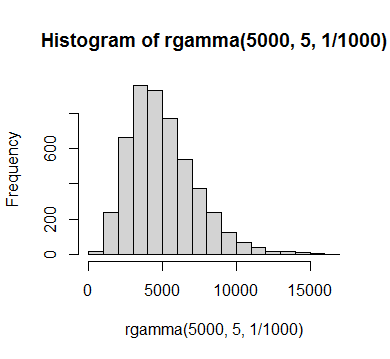 Histogram of rgamma(5000, 5, 1/1000)
Frequency
600
200
0
0 5000 10000 15000
rgamma(5000, 5, 1/1000)